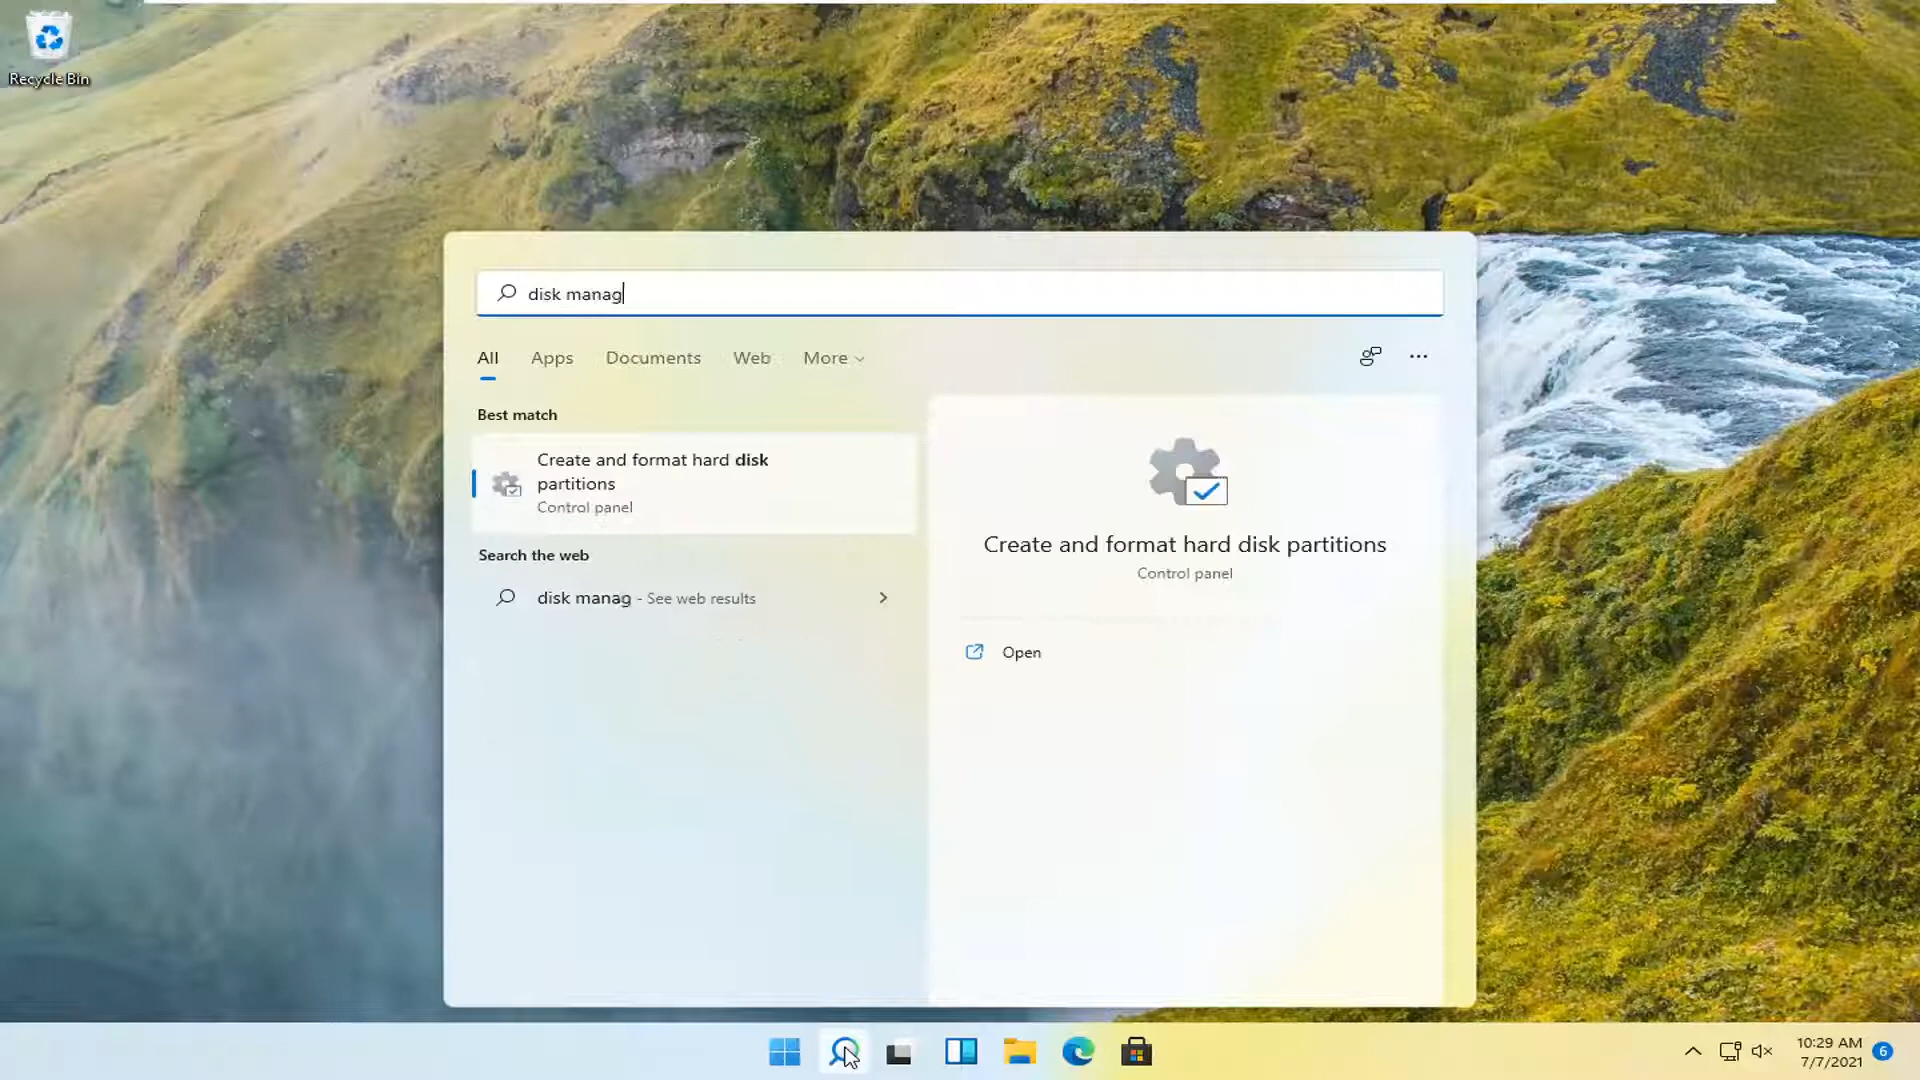 Recycle Bin
disk manag
All Apps Documents Web More
Best match
Create and format hard disk
partitions
Control panel
Search the web
disk manag - See web results
Create and format hard disk partitions
Control panel
Open
10:29 AM
7/7/2021
6